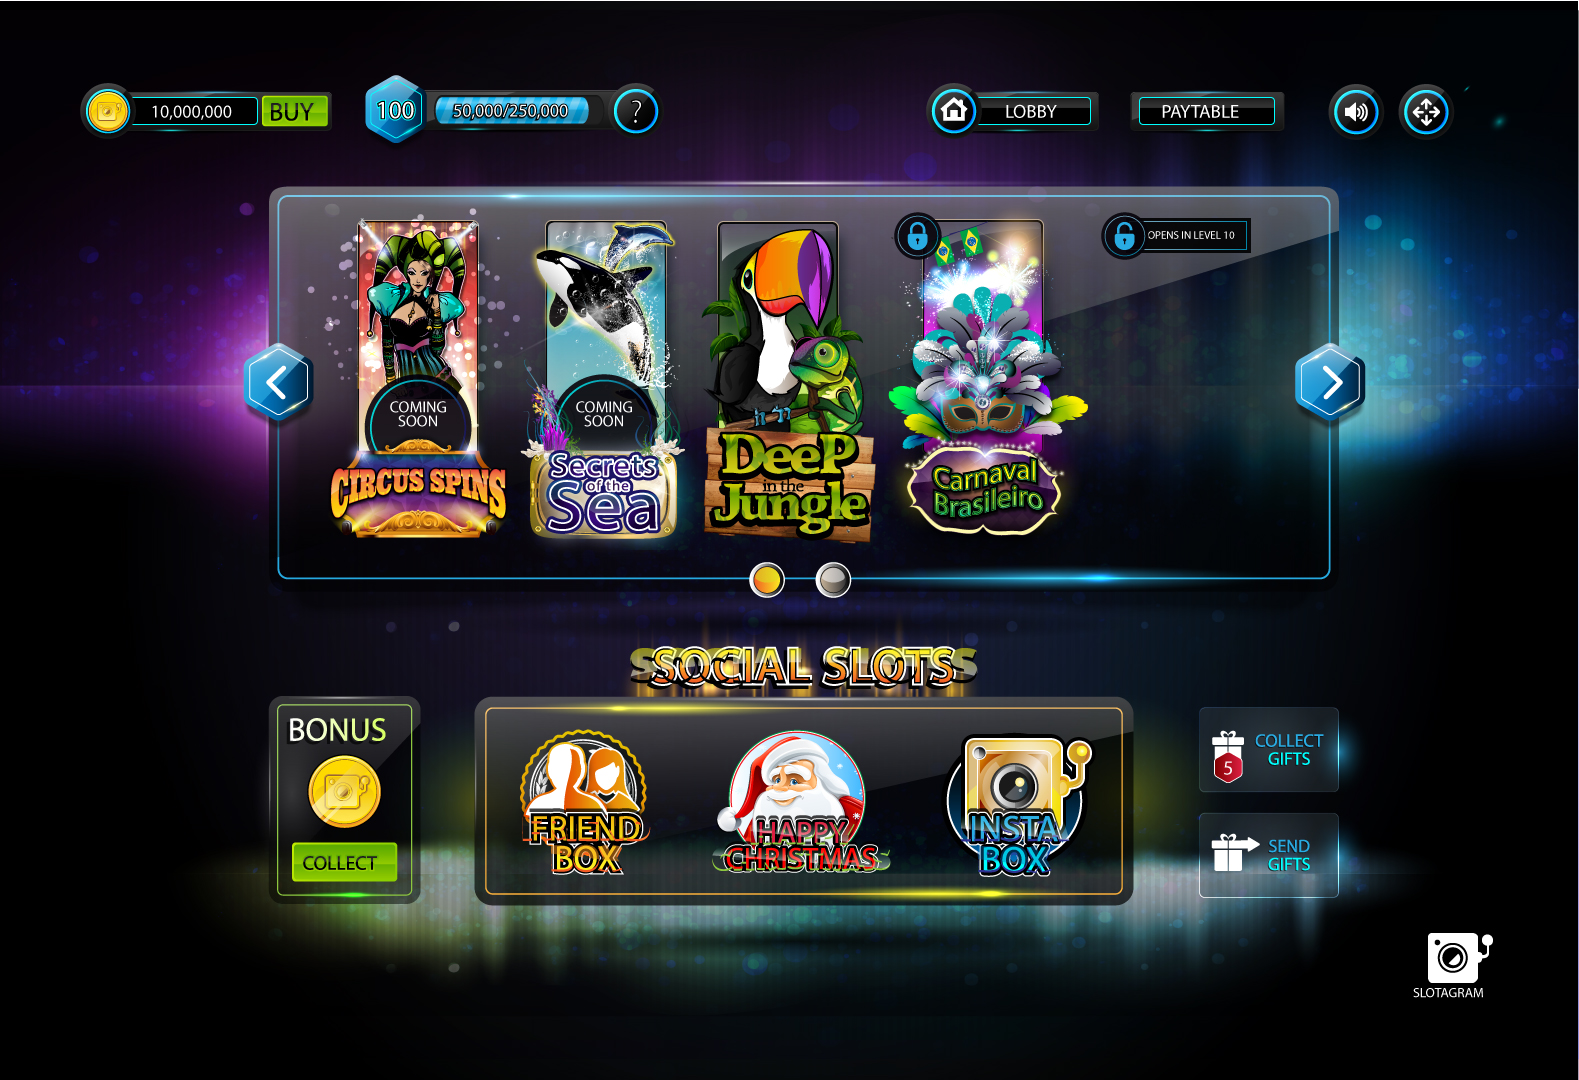 10,000,000
BUY
100
50,000/250,000
?
LOBBY
PAYTABLE
OPENS IN LEVEL 10
COMING
SOON
CIRCUS SPINS
COMING
SOON
Secrets
of the
Sea
DeeP
in the
Jungle
Carnaval
Brasileiro
SOCIAL SLOTS
BONUS
COLLECT
FRIEND
BOX
HAPPY
CHRISTMAS
INSTA
BOX
5
COLLECT
GIFTS
SEND
GIFTS
SLOTAGRAM